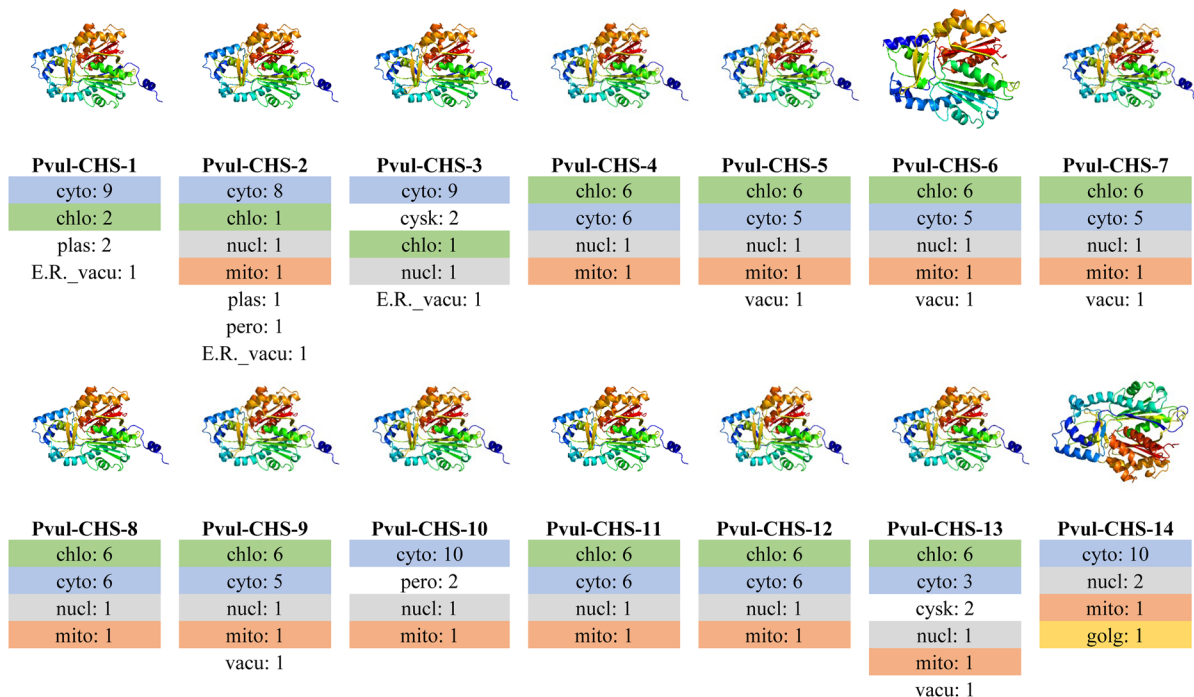 Pvul-CHS-1 Pvul-CHS-2 Pvul-CHS-3 Pvul-CHS-4 Pvul-CHS-5 Pvul-CHS-6 Pvul-CHS-7
cyto: 9 cyto: 8 cyto: 9 chlo: 6 chlo: 6 chlo: 6 chlo: 6
chlo: 2 chlo: 1 cysk: 2 cyto: 6 cyto: 5 cyto: 5 cyto: 5
plas: 2 nucl: 1 chlo: 1 nucl: 1 nucl: 1 nucl: 1 nucl: 1
E.R._vacu: 1 mito: 1 nucl: 1 mito: 1 mito: 1 mito: 1 mito: 1
plas: 1 E.R._vacu: 1 vacu: 1 vacu: 1 vacu: 1
pero: 1
E.R._vacu: 1
Pvul-CHS-8 Pvul-CHS-9 Pvul-CHS-10 Pvul-CHS-11 Pvul-CHS-12 Pvul-CHS-13 Pvul-CHS-14
chlo: 6 chlo: 6 cyto: 10 chlo: 6 chlo: 6 chlo: 6 cyto: 10
cyto: 6 cyto: 5 pero: 2 cyto: 6 cyto: 6 cyto: 3 nucl: 2
nucl: 1 nucl: 1 nucl: 1 nucl: 1 nucl: 1 cysk: 2 mito: 1
mito: 1 mito: 1 mito: 1 mito: 1 mito: 1 nucl: 1 golg: 1
vacu: 1 mito: 1
vacu: 1